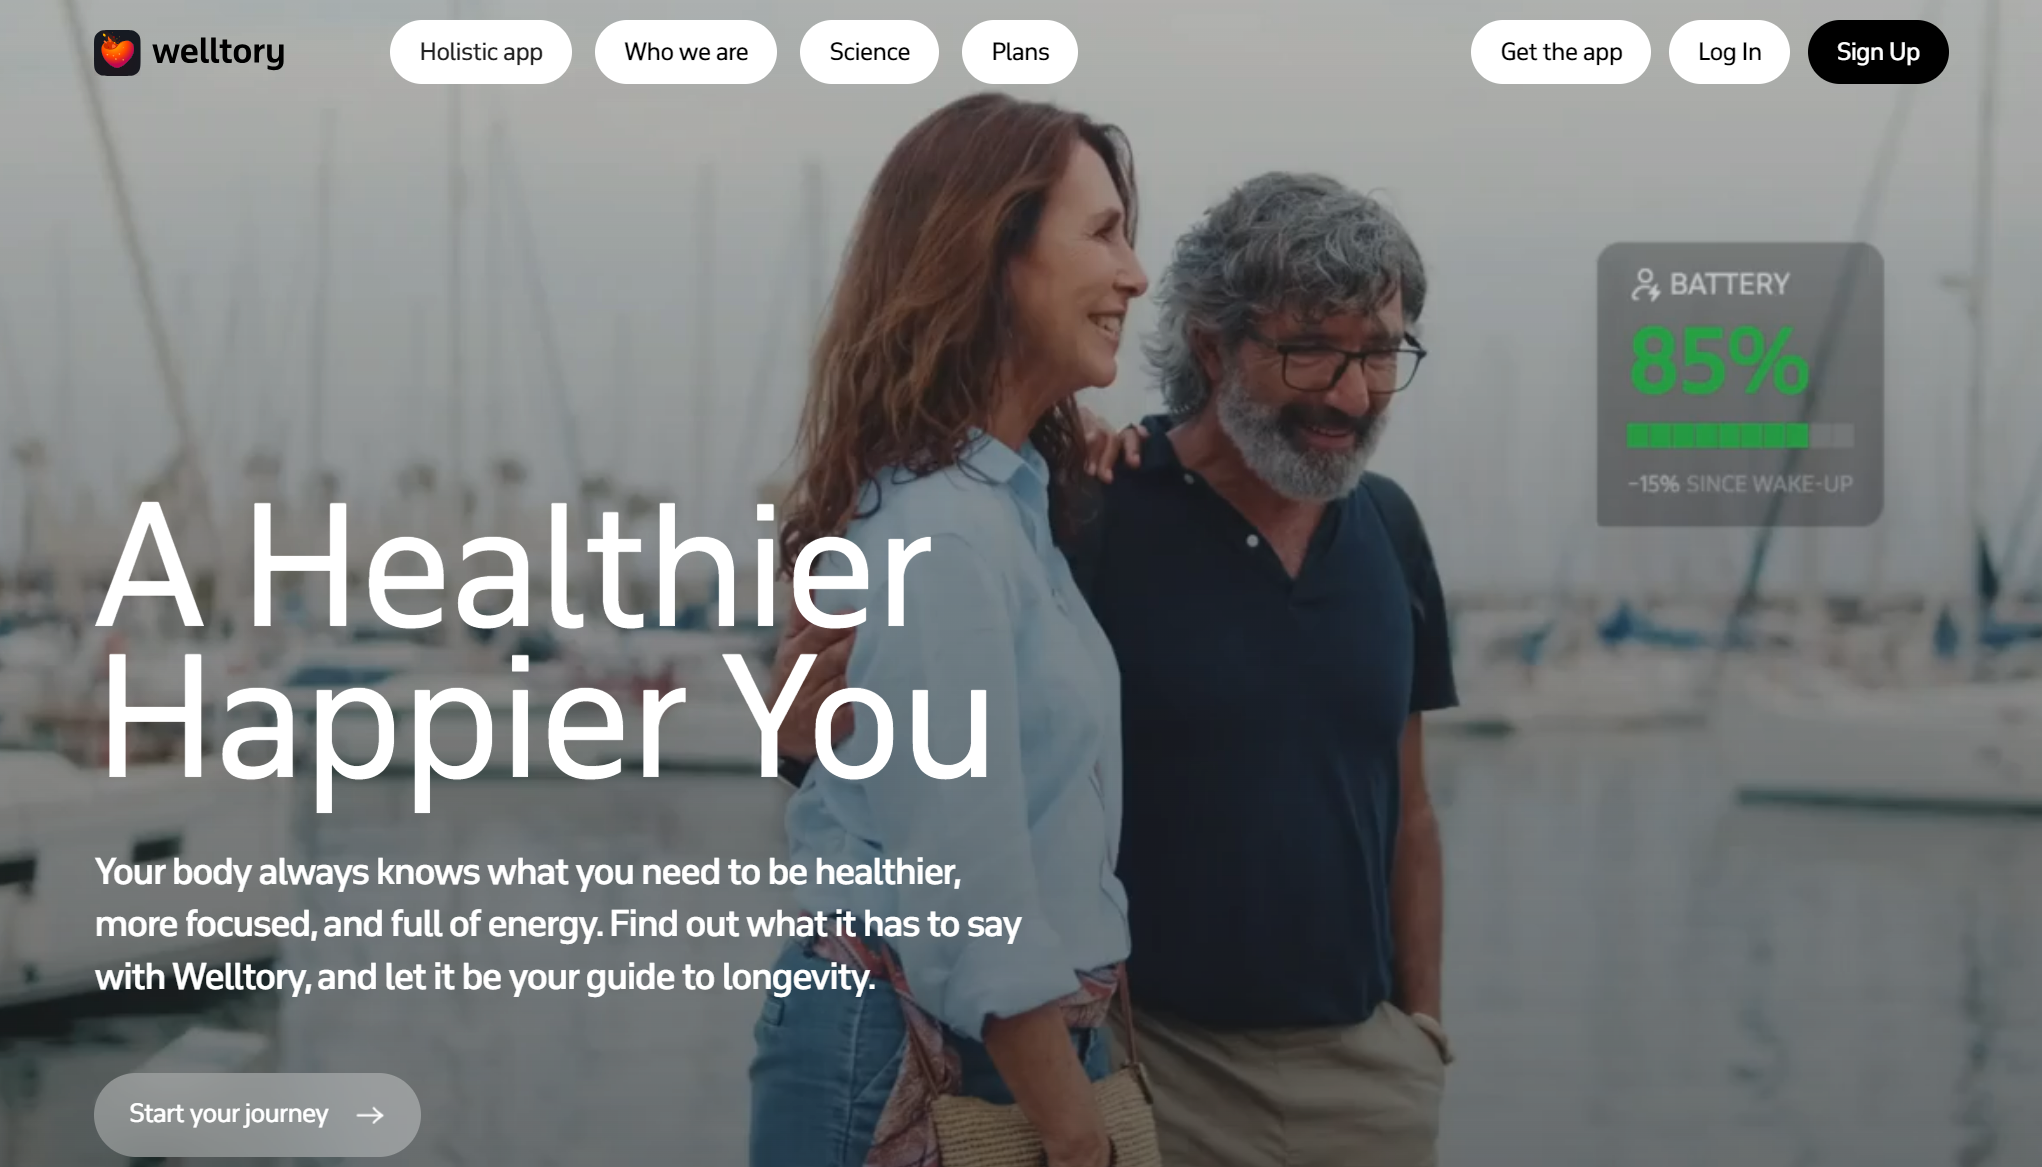 welltory
Holistic app
Who we are
Science
Plans
Get the app
Log In
Sign Up
BATTERY
85%
-15% SINCE WAKE-UP
A Healthier
Happier You
Your body always knows what you need to be healthier,
more focused, and full of energy. Find out what it has to say
with Welltory, and let it be your guide to longevity.
Start your journey